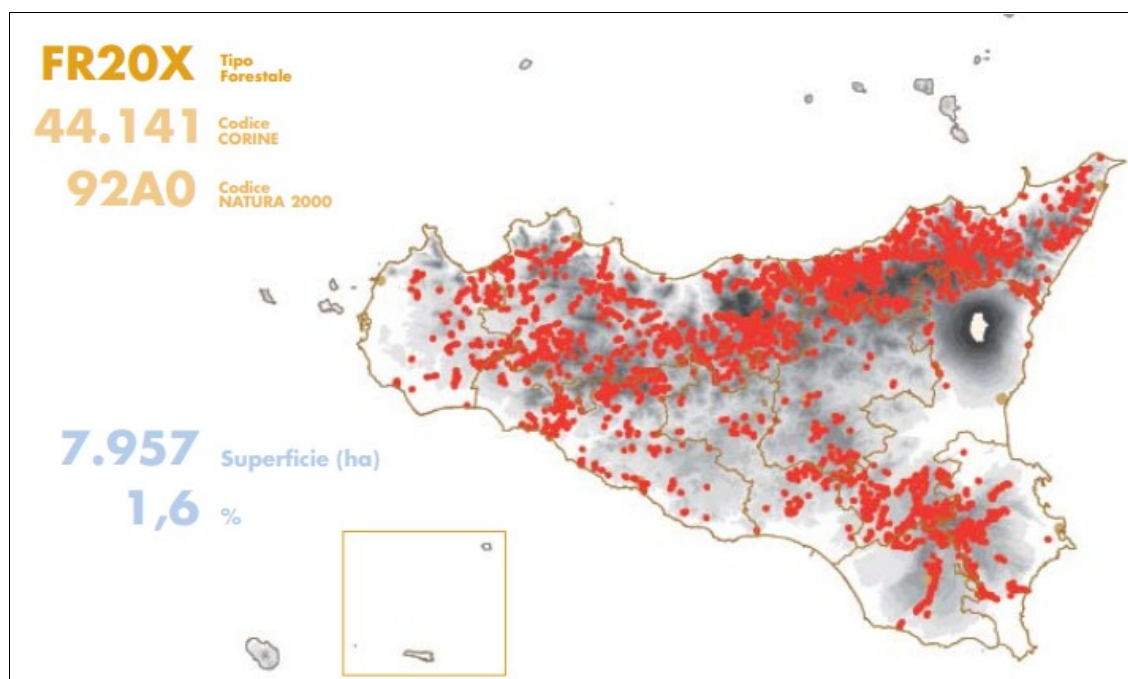 FR20X Tipo
Forestale
44.141 Codice
CORINE
92A0 Codice
NATURA 2000
7.957 Superficie (ha)
1,6 %